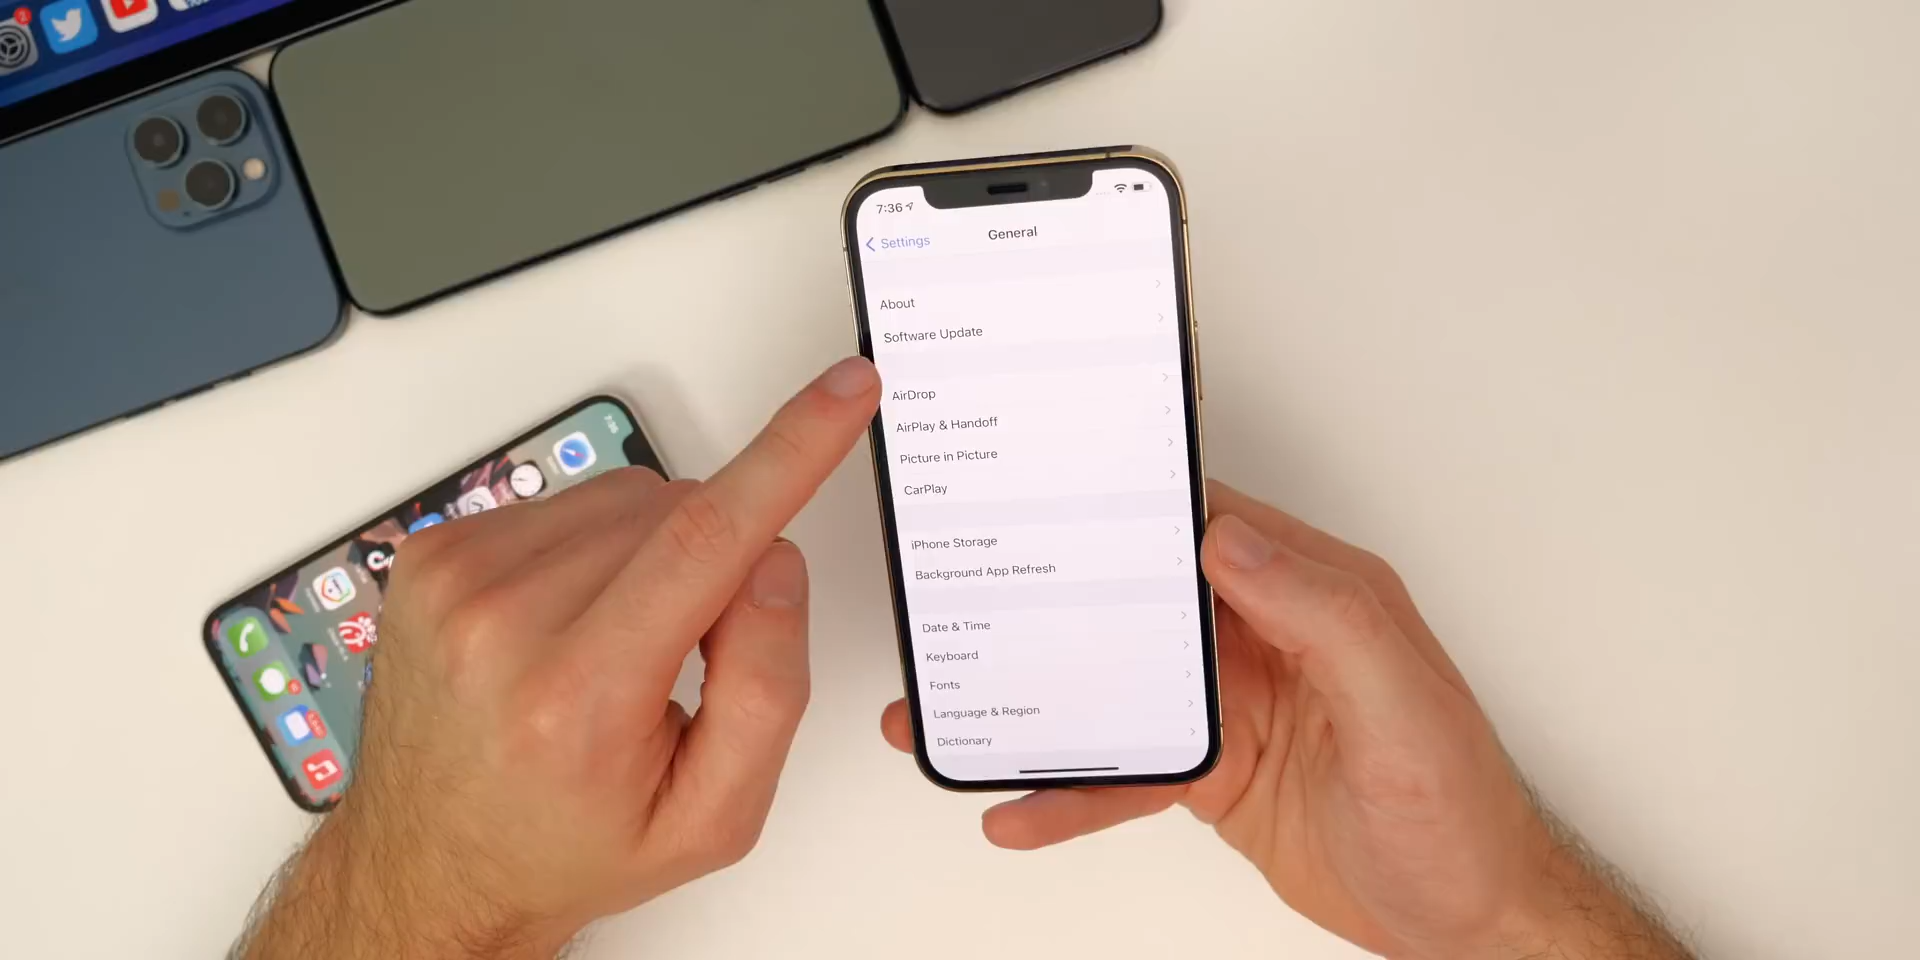 7:36
Settings
General
About
Software Update
AirDrop
AirPlay & Handoff
Picture in Picture
CarPlay
iPhone Storage
Background App Refresh
Date & Time
Keyboard
Fonts
Language & Region
Dictionary